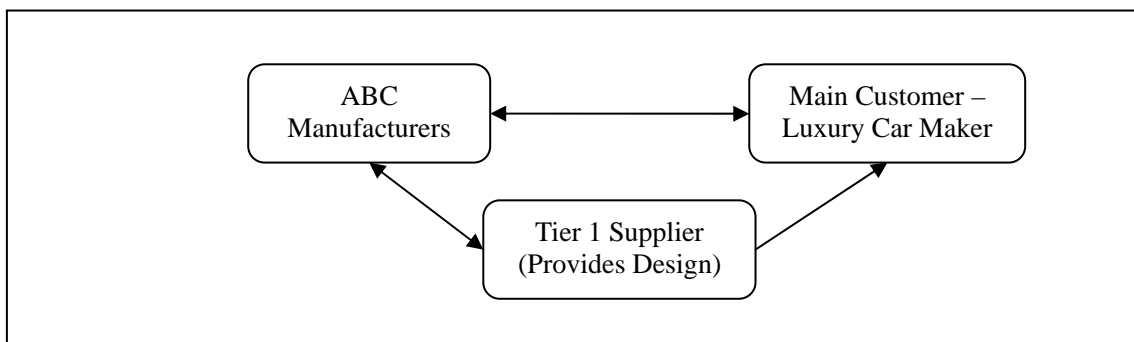 ABC
Manufacturers
Main Customer –
Luxury Car Maker
Tier 1 Supplier
(Provides Design)